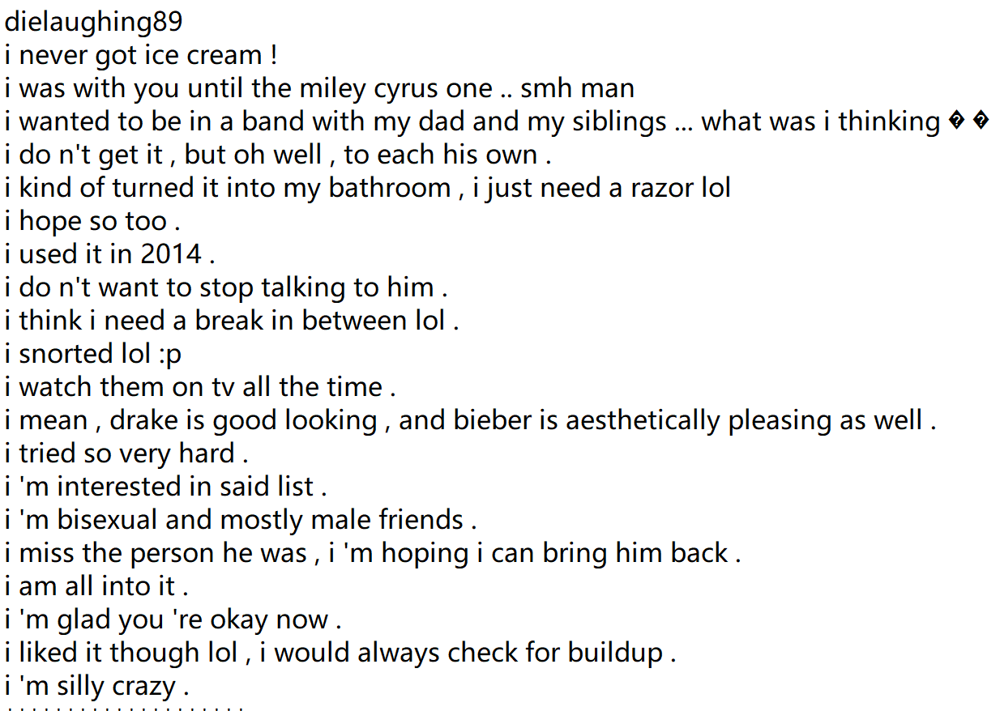 dielaughing89
i never got ice cream !
i was with you until the miley cyrus one .. smh man
i wanted to be in a band with my dad and my siblings ... what was i thinking � �
i do n't get it , but oh well , to each his own .
i kind of turned it into my bathroom , i just need a razor lol
i hope so too .
i used it in 2014 .
i do n't want to stop talking to him .
i think i need a break in between lol .
i snorted lol :p
i watch them on tv all the time .
i mean , drake is good looking , and bieber is aesthetically pleasing as well .
i tried so very hard .
i 'm interested in said list .
i 'm bisexual and mostly male friends .
i miss the person he was , i 'm hoping i can bring him back .
i am all into it .
i 'm glad you 're okay now .
i liked it though lol , i would always check for buildup .
i 'm silly crazy .